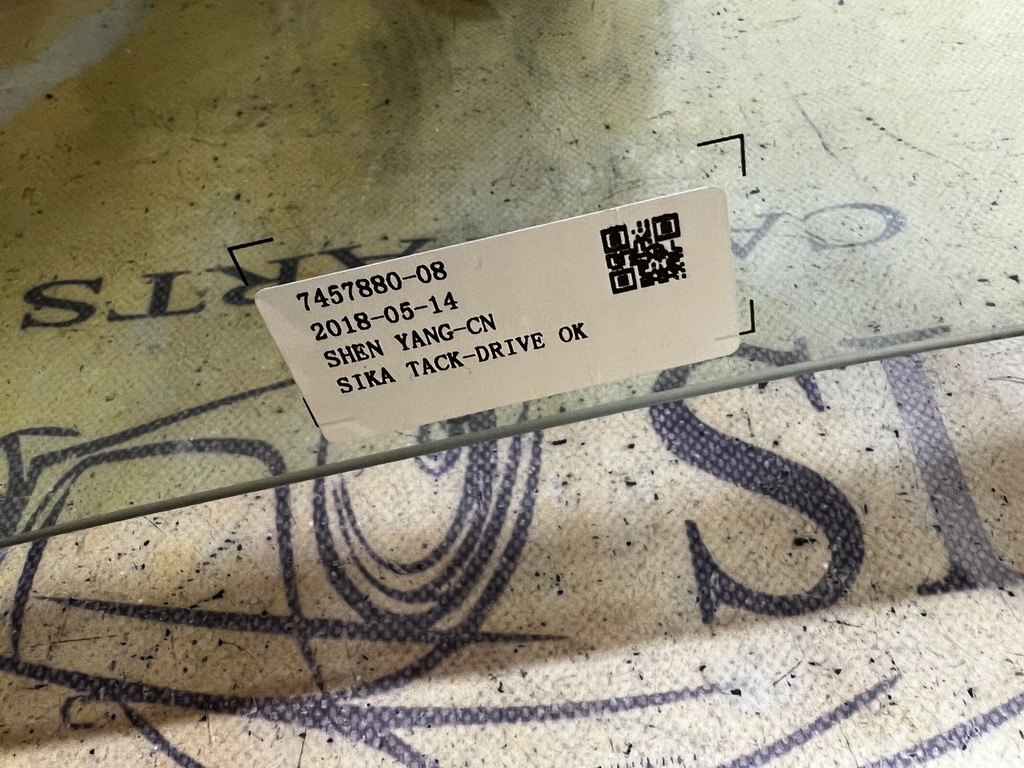 7457880-08
2018-05-14
SHEN YANG-CN
SIKA TACK-DRIVE OK